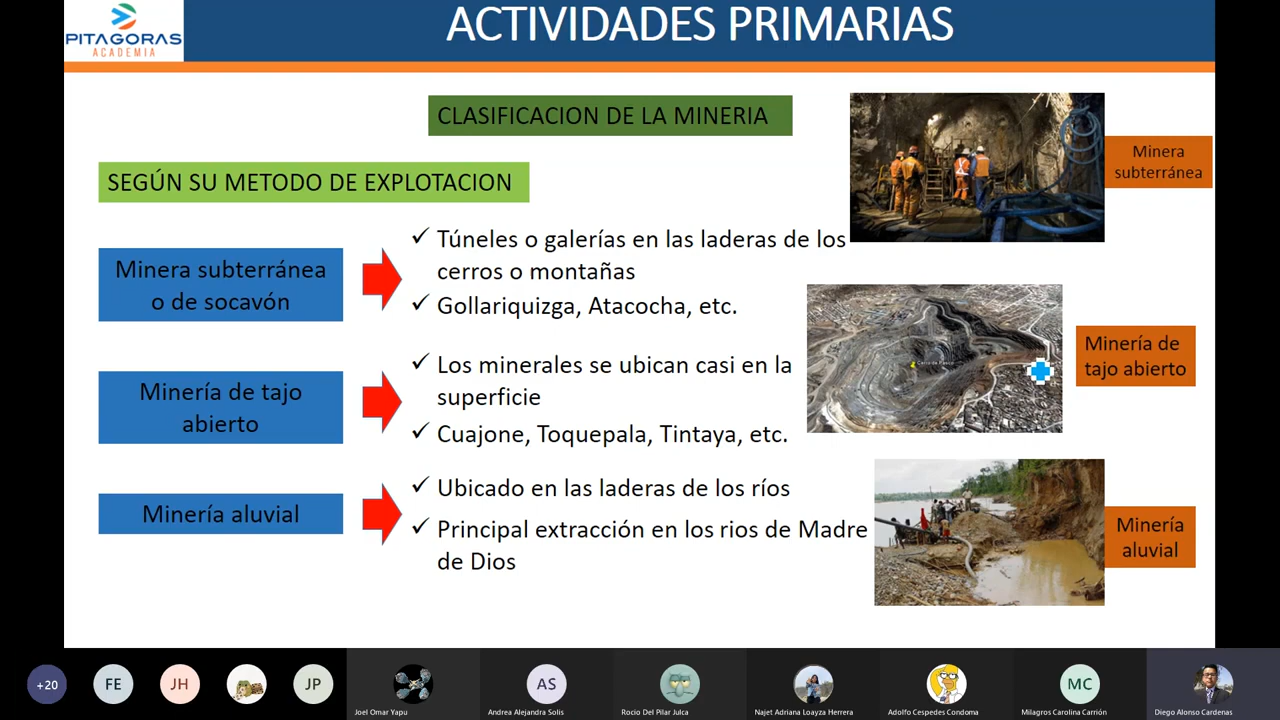 PITAGORAS
ACADEMIA
ACTIVIDADES PRIMARIAS
CLASIFICACION DE LA MINERIA
SEGÚN SU METODO DE EXPLOTACION
Minera subterránea
o de socavón
✓ Túneles o galerías en las laderas de los
cerros o montañas
✓ Gollariquizga, Atacocha, etc.
Minería de tajo
abierto
✓ Los minerales se ubican casi en la
superficie
✓ Cuajone, Toquepala, Tintaya, etc.
Minería aluvial
✓ Ubicado en las laderas de los ríos
✓ Principal extracción en los rios de Madre
de Dios
Minera
subterránea
Cerro de Pasco
Minería de
tajo abierto
Minería
aluvial
+20
FE
JH
JP
Joel Omar Yapu
AS
Andrea Alejandra Solis
Rocio Del Pilar Julca
Najet Adriana Loayza Herrera
Adolfo Cespedes Condoma
MC
Milagros Carolina Carrión
Diego Alonso Cardenas